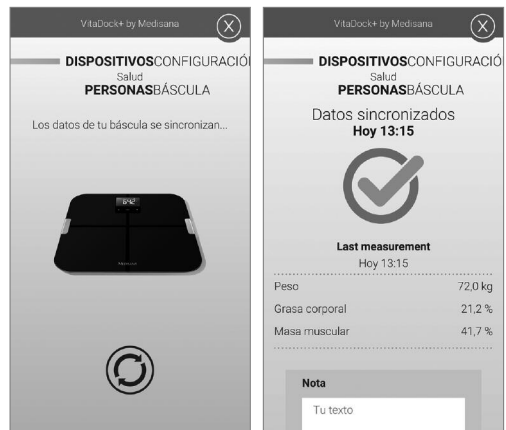 VitaDock+ by Medisana
X
DISPOSITIVOSCONFIGURACIÓ
Salud
PERSONASBÁSCULA
Los datos de tu báscula se sincronizan...
VitaDock+ by Medisana
X
DISPOSITIVOSCONFIGURACIÓ
Salud
PERSONASBÁSCULA
Datos sincronizados
Hoy 13:15
Last measurement
Hoy 13:15
Peso 72,0 kg
Grasa corporal 21,2 %
Masa muscular 41,7 %
Nota
Tu texto